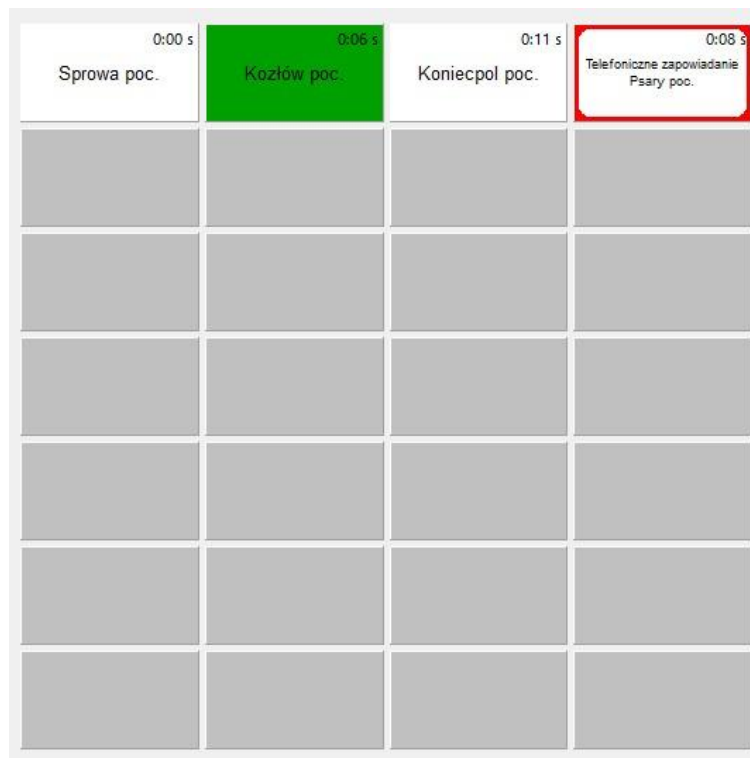 0:00 s
Sprowa poc.
0:06 s
Kozłów poc.
0:11 s
Koniecpol poc.
0:08 s
Telefoniczne zapowiadanie
Psary poc.